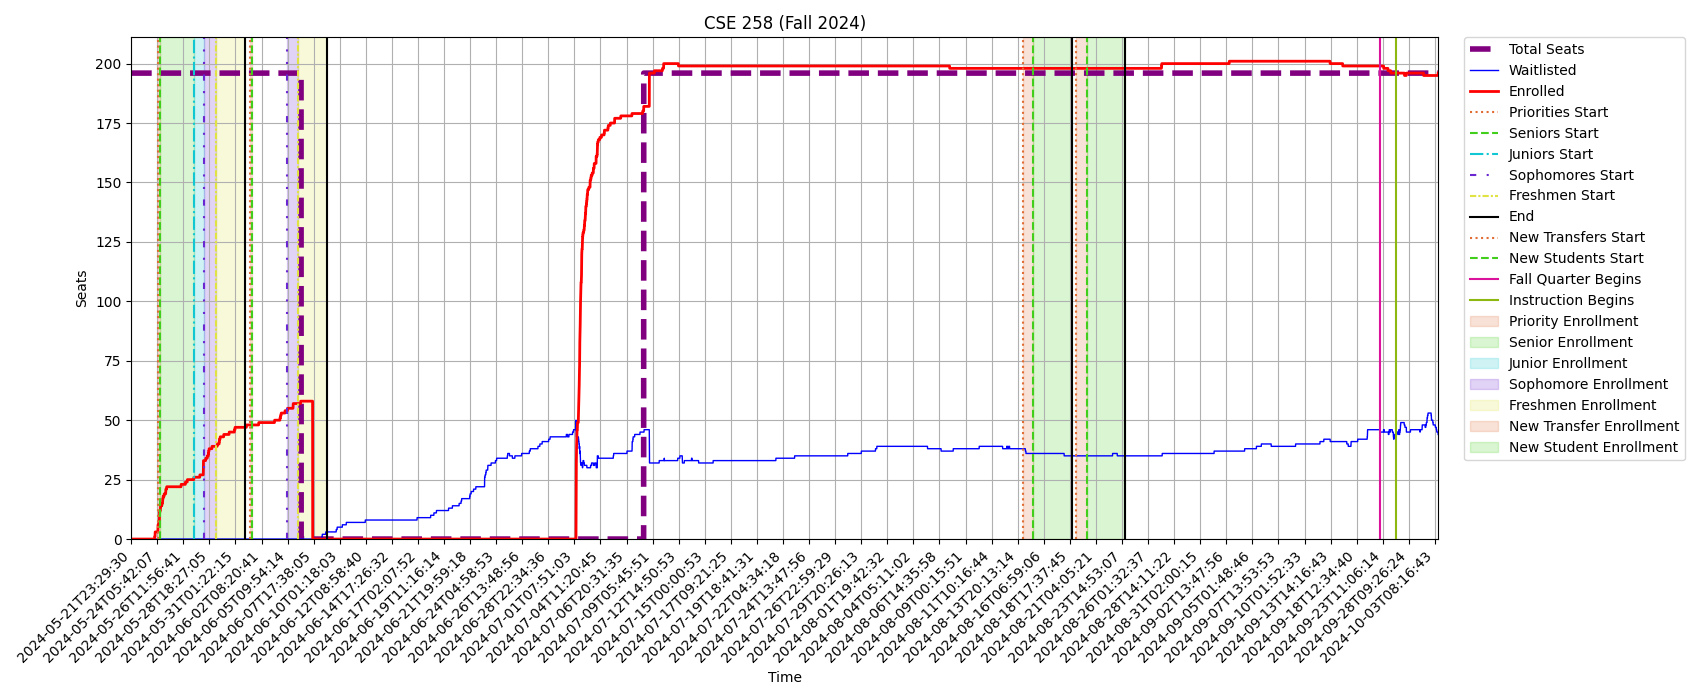 CSE 258 (Fall 2024)
Seats
200
175
150
125
100
75
50
25
0
2024-05-21T23:29:30
2024-05-24T05:42:07
2024-05-26T11:56:41
2024-05-28T18:27:05
2024-05-31T01:22:15
2024-06-02T08:20:41
2024-06-05T09:54:14
2024-06-07T17:38:05
2024-06-10T01:18:03
2024-06-12T08:58:40
2024-06-14T17:26:32
2024-06-17T02:07:52
2024-06-19T11:16:14
2024-06-21T19:59:18
2024-06-24T04:58:53
2024-06-26T13:48:56
2024-06-28T22:34:36
2024-07-01T07:51:03
2024-07-04T11:20:45
2024-07-06T20:31:35
2024-07-09T05:45:51
2024-07-12T14:50:53
2024-07-15T00:00:53
2024-07-17T09:21:25
2024-07-19T18:41:31
2024-07-22T04:34:18
2024-07-24T13:47:56
2024-07-26T22:59:29
2024-07-29T20:26:13
2024-08-01T19:42:32
2024-08-04T05:11:02
2024-08-06T14:35:58
2024-08-09T00:15:51
2024-08-11T10:16:44
2024-08-13T20:13:14
2024-08-16T06:59:06
2024-08-18T17:37:45
2024-08-21T04:05:21
2024-08-23T14:53:07
2024-08-26T01:32:37
2024-08-28T14:11:22
2024-08-31T02:00:15
2024-09-02T13:47:56
2024-09-05T01:48:46
2024-09-07T13:53:53
2024-09-10T01:52:33
2024-09-13T14:16:43
2024-09-18T12:34:40
2024-09-23T11:06:14
2024-09-28T09:26:24
2024-10-03T08:16:43
Time
Total Seats
Waitlisted
Enrolled
Priorities Start
Seniors Start
Juniors Start
Sophomores Start
Freshmen Start
End
New Transfers Start
New Students Start
Fall Quarter Begins
Instruction Begins
Priority Enrollment
Senior Enrollment
Junior Enrollment
Sophomore Enrollment
Freshmen Enrollment
New Transfer Enrollment
New Student Enrollment